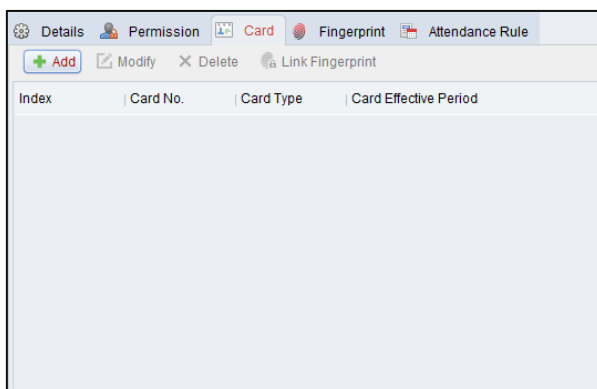 Details Permission Card Fingerprint Attendance Rule
Add Modify Delete Link Fingerprint
Index Card No. Card Type Card Effective Period